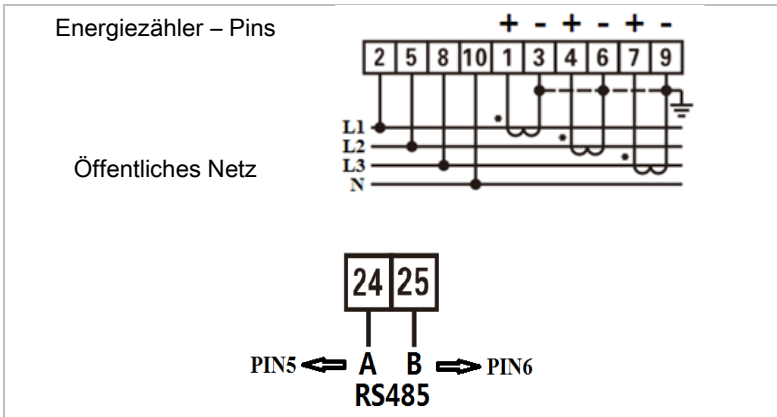 Energiezähler – Pins
+ - + - + -
2 5 8 10 1 3 4 6 7 9
L1
L2
L3
N
Öffentliches Netz
24 25
PIN5 A B PIN6
RS485